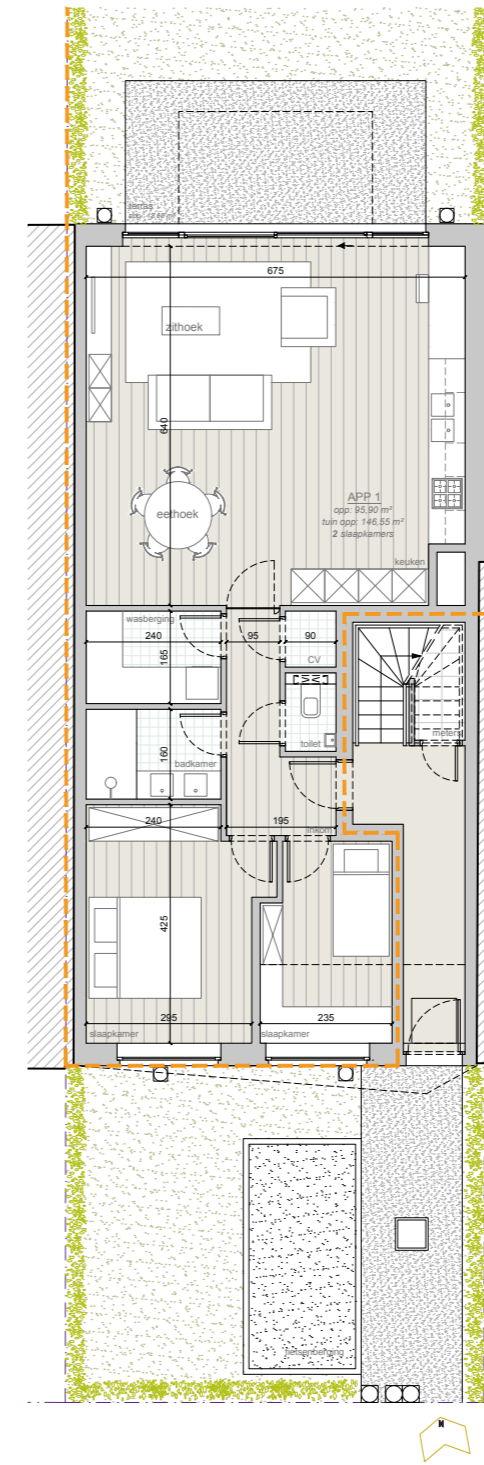 terras
675
zithoek
640
APP 1
opp: 95,90 m²
tuin opp: 146,55 m²
2 slaapkamers
eethoek
keuken
wasberging
240
95
90
165
CV
toilet
meters
160
badkamer
240
195
inkom
425
295
235
slaapkamer
slaapkamer
fietsenberging
N